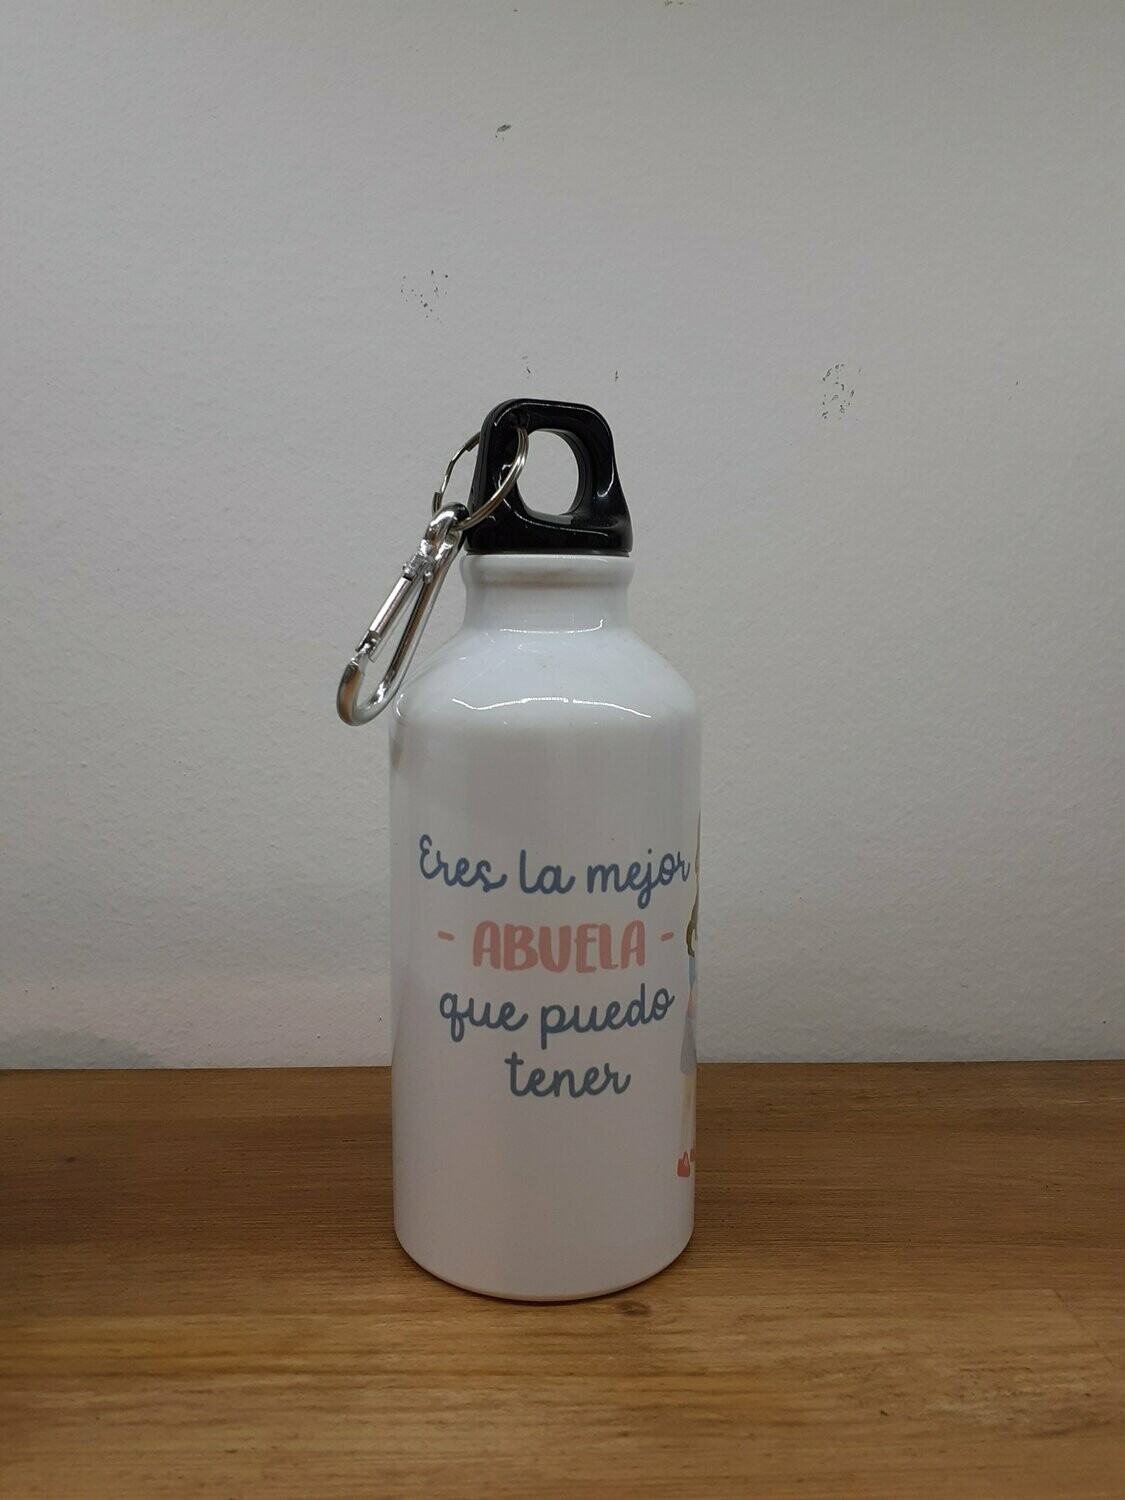 Eres la mejor
- ABUELA -
que puedo
tener